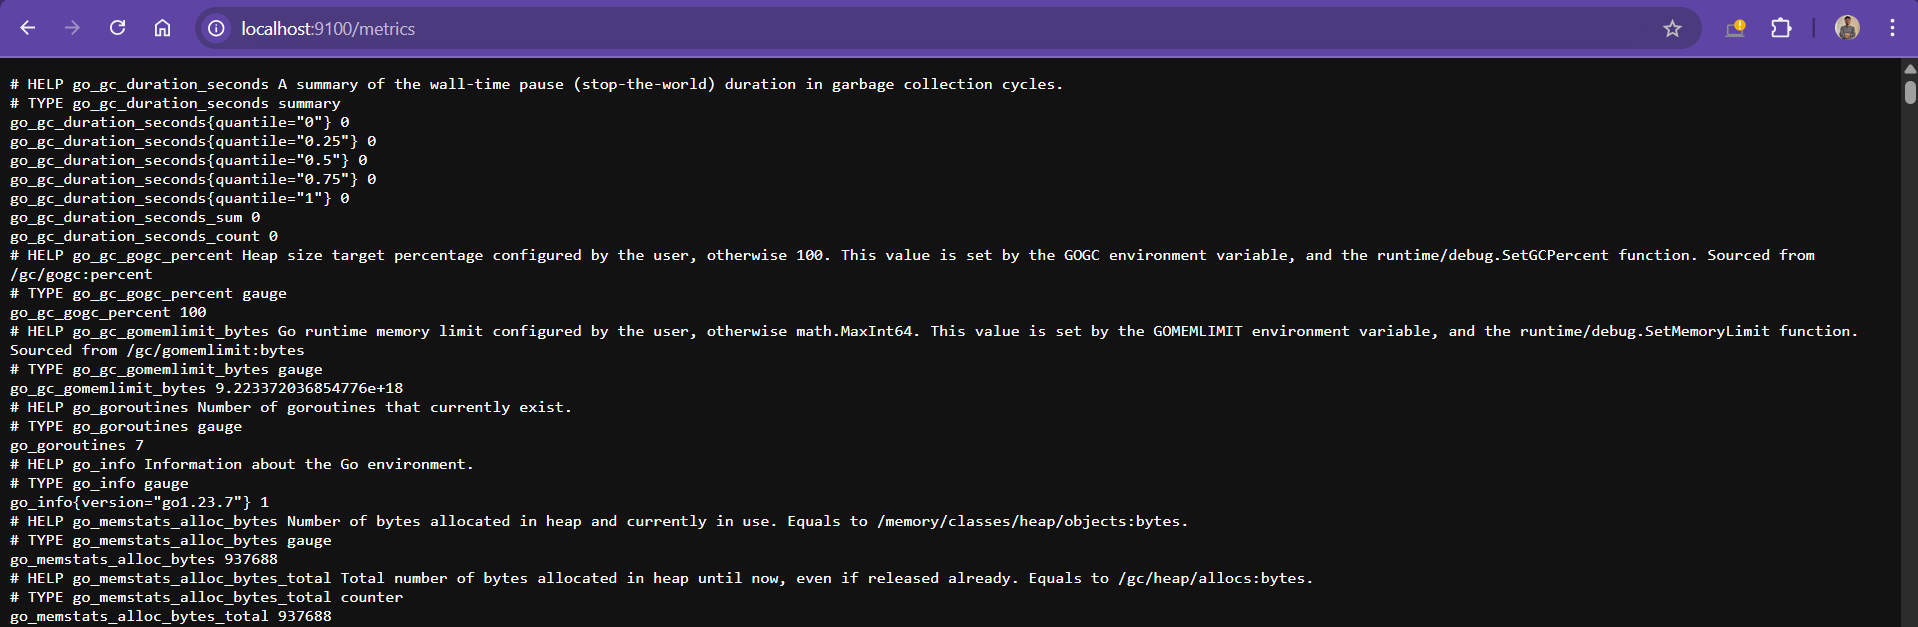 localhost:9100/metrics
# HELP go_gc_duration_seconds A summary of the wall-time pause (stop-the-world) duration in garbage collection cycles.
# TYPE go_gc_duration_seconds summary
go_gc_duration_seconds{quantile="0"} 0
go_gc_duration_seconds{quantile="0.25"} 0
go_gc_duration_seconds{quantile="0.5"} 0
go_gc_duration_seconds{quantile="0.75"} 0
go_gc_duration_seconds{quantile="1"} 0
go_gc_duration_seconds_sum 0
go_gc_duration_seconds_count 0
# HELP go_gc_gogc_percent Heap size target percentage configured by the user, otherwise 100. This value is set by the GOGC environment variable, and the runtime/debug.SetGCPercent function. Sourced from
/gc/gogc:percent
# TYPE go_gc_gogc_percent gauge
go_gc_gogc_percent 100
# HELP go_gc_gomemlimit_bytes Go runtime memory limit configured by the user, otherwise math.MaxInt64. This value is set by the GOMEMLIMIT environment variable, and the runtime/debug.SetMemoryLimit function.
Sourced from /gc/gomemlimit:bytes
# TYPE go_gc_gomemlimit_bytes gauge
go_gc_gomemlimit_bytes 9.223372036854776e+18
# HELP go_goroutines Number of goroutines that currently exist.
# TYPE go_goroutines gauge
go_goroutines 7
# HELP go_info Information about the Go environment.
# TYPE go_info gauge
go_info{version="go1.23.7"} 1
# HELP go_memstats_alloc_bytes Number of bytes allocated in heap and currently in use. Equals to /memory/classes/heap/objects:bytes.
# TYPE go_memstats_alloc_bytes gauge
go_memstats_alloc_bytes 937688
# HELP go_memstats_alloc_bytes_total Total number of bytes allocated in heap until now, even if released already. Equals to /gc/heap/allocs:bytes.
# TYPE go_memstats_alloc_bytes_total counter
go_memstats_alloc_bytes_total 937688